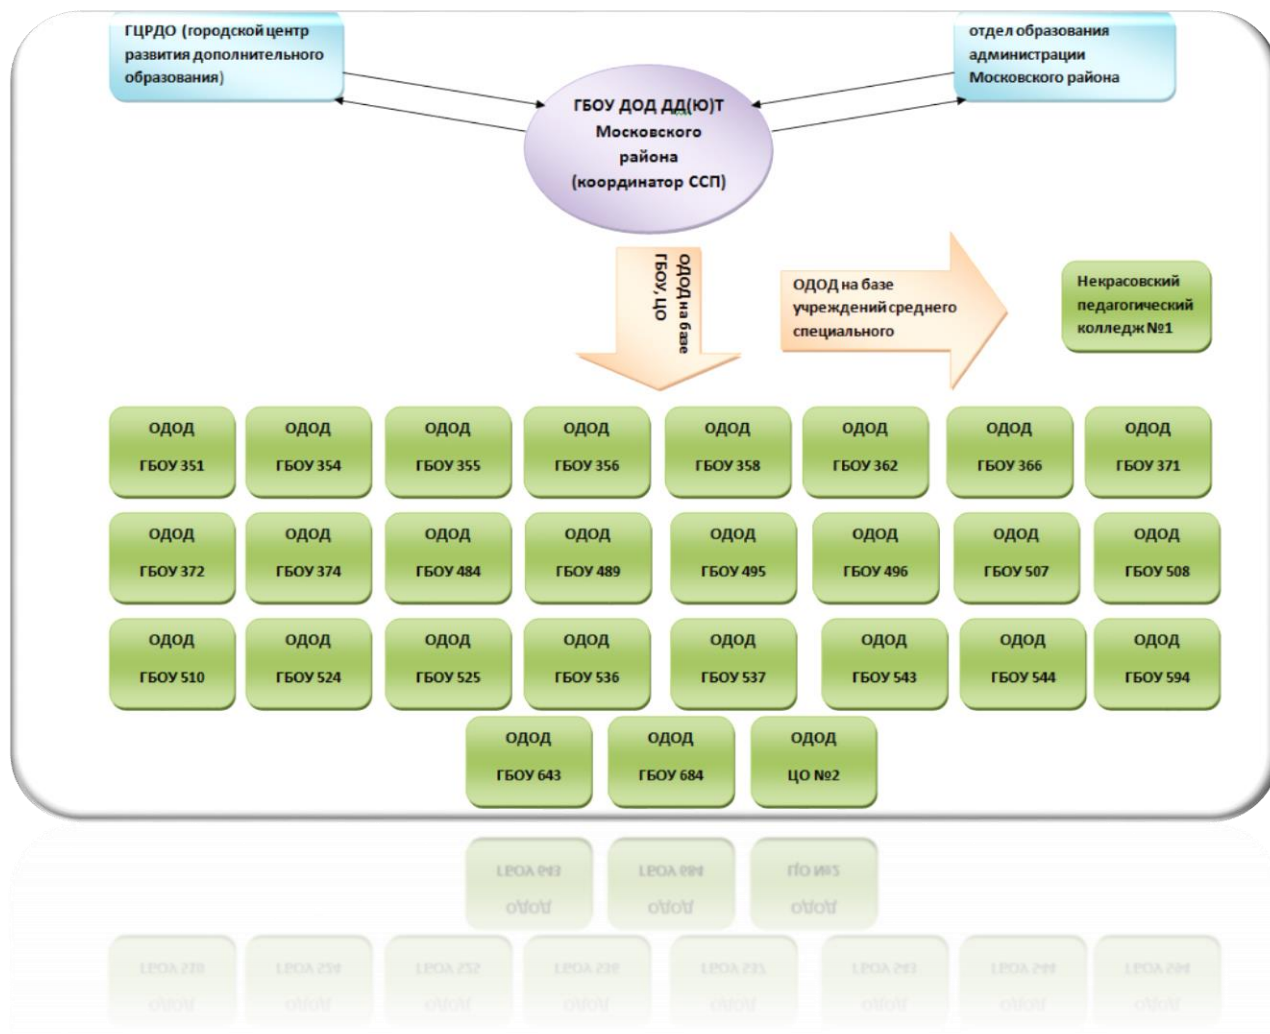 ГЦРДО (городской центр
развития дополнительного
образования)
отдел образования
администрации
Московского района
ГБОУ ДОД ДД(Ю)Т
Московского
района
(координатор ССП)
ОДОД на базе
ГБОУ, ЦО
ОДОД на базе
учреждений среднего
специального
Некрасовский
педагогический
колледж №1
ОДОД
ГБОУ 351
ОДОД
ГБОУ 354
ОДОД
ГБОУ 355
ОДОД
ГБОУ 356
ОДОД
ГБОУ 358
ОДОД
ГБОУ 362
ОДОД
ГБОУ 366
ОДОД
ГБОУ 371
ОДОД
ГБОУ 372
ОДОД
ГБОУ 374
ОДОД
ГБОУ 484
ОДОД
ГБОУ 489
ОДОД
ГБОУ 495
ОДОД
ГБОУ 496
ОДОД
ГБОУ 507
ОДОД
ГБОУ 508
ОДОД
ГБОУ 510
ОДОД
ГБОУ 524
ОДОД
ГБОУ 525
ОДОД
ГБОУ 536
ОДОД
ГБОУ 537
ОДОД
ГБОУ 543
ОДОД
ГБОУ 544
ОДОД
ГБОУ 594
ОДОД
ГБОУ 643
ОДОД
ГБОУ 684
ОДОД
ЦО №2